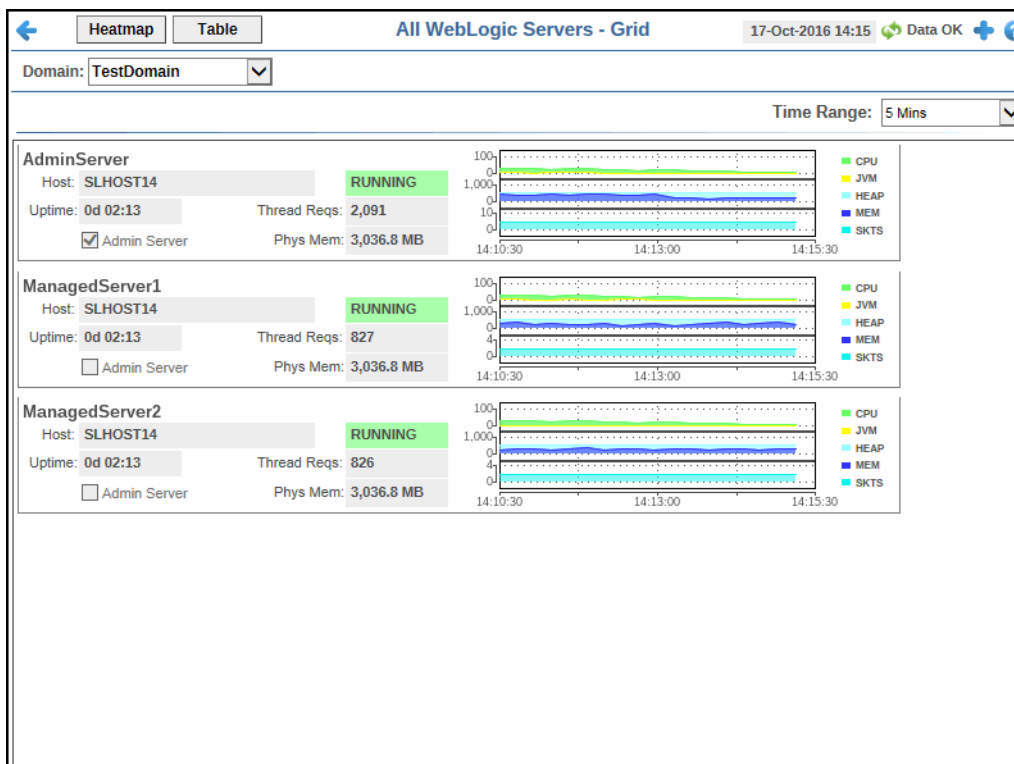 Heatmap Table All WebLogic Servers - Grid 17-Oct-2016 14:15 Data OK
Domain: TestDomain
Time Range: 5 Mins
AdminServer
Host: SLHOST14 RUNNING
Uptime: 0d 02:13 Thread Reqs: 2,091
Admin Server Phys Mem: 3,036.8 MB
100
0
1,000
0
10
0
14:10:30 14:13:00 14:15:30
CPU
JVM
HEAP
MEM
SKTS
ManagedServer1
Host: SLHOST14 RUNNING
Uptime: 0d 02:13 Thread Reqs: 827
Admin Server Phys Mem: 3,036.8 MB
100
0
1,000
0
4
0
14:10:30 14:13:00 14:15:30
CPU
JVM
HEAP
MEM
SKTS
ManagedServer2
Host: SLHOST14 RUNNING
Uptime: 0d 02:13 Thread Reqs: 826
Admin Server Phys Mem: 3,036.8 MB
100
0
1,000
0
4
0
14:10:30 14:13:00 14:15:30
CPU
JVM
HEAP
MEM
SKTS